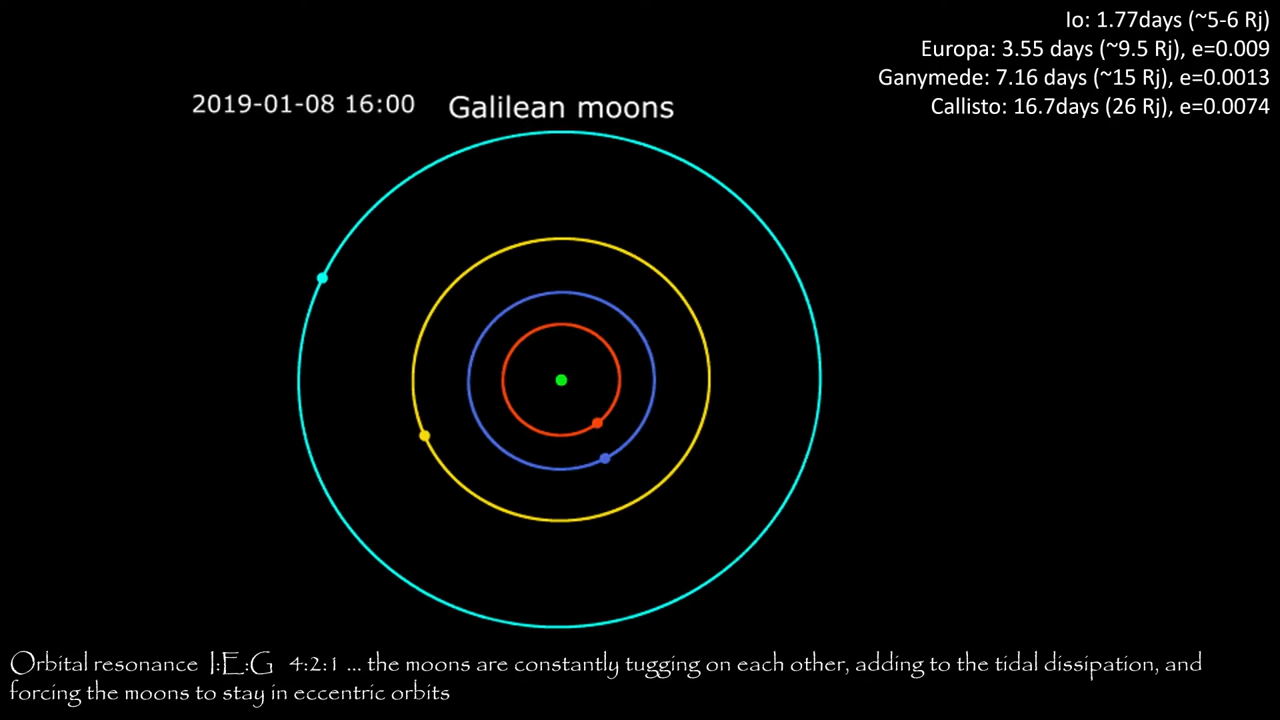 Io: 1.77days (~5-6 Rj)
Europa: 3.55 days (~9.5 Rj), e=0.009
Ganymede: 7.16 days (~15 Rj), e=0.0013
Callisto: 16.7days (26 Rj), e=0.0074
2019-01-08 16:00 Galilean moons
Orbital resonance I:E:G 4:2:1 ... the moons are constantly tugging on each other, adding to the tidal dissipation, and
forcing the moons to stay in eccentric orbits